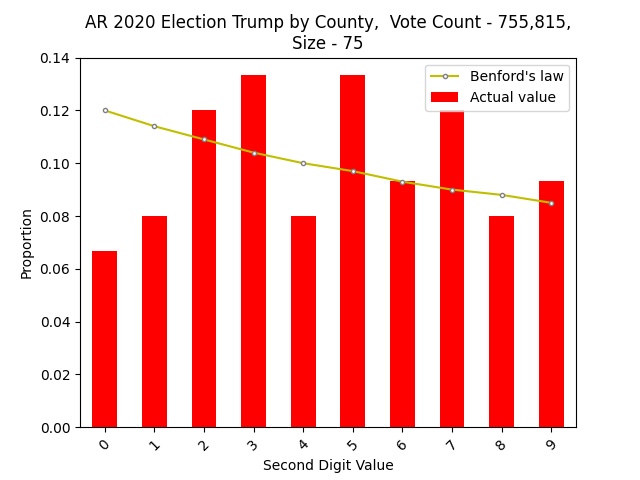 AR 2020 Election Trump by County,  Vote Count - 755,815,
Size - 75
Benford's law
Actual value
0.14
0.12
0.10
0.08
0.06
0.04
0.02
0.00
Proportion
0 1 2 3 4 5 6 7 8 9
Second Digit Value